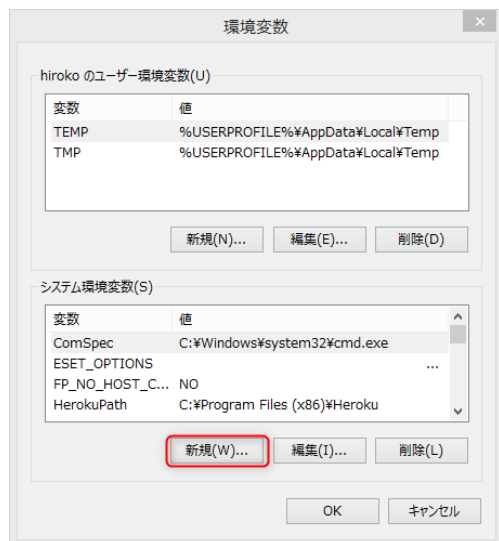 環境変数
×
hiroko のユーザー環境変数(U)
変数 値
TEMP %USERPROFILE%¥AppData¥Local¥Temp
TMP %USERPROFILE%¥AppData¥Local¥Temp
新規(N)... 編集(E)... 削除(D)
システム環境変数(S)
変数 値
ComSpec C:¥Windows¥system32¥cmd.exe
ESET_OPTIONS ...
FP_NO_HOST_C... NO
HerokuPath C:¥Program Files (x86)¥Heroku
新規(W)... 編集(I)... 削除(L)
OK キャンセル